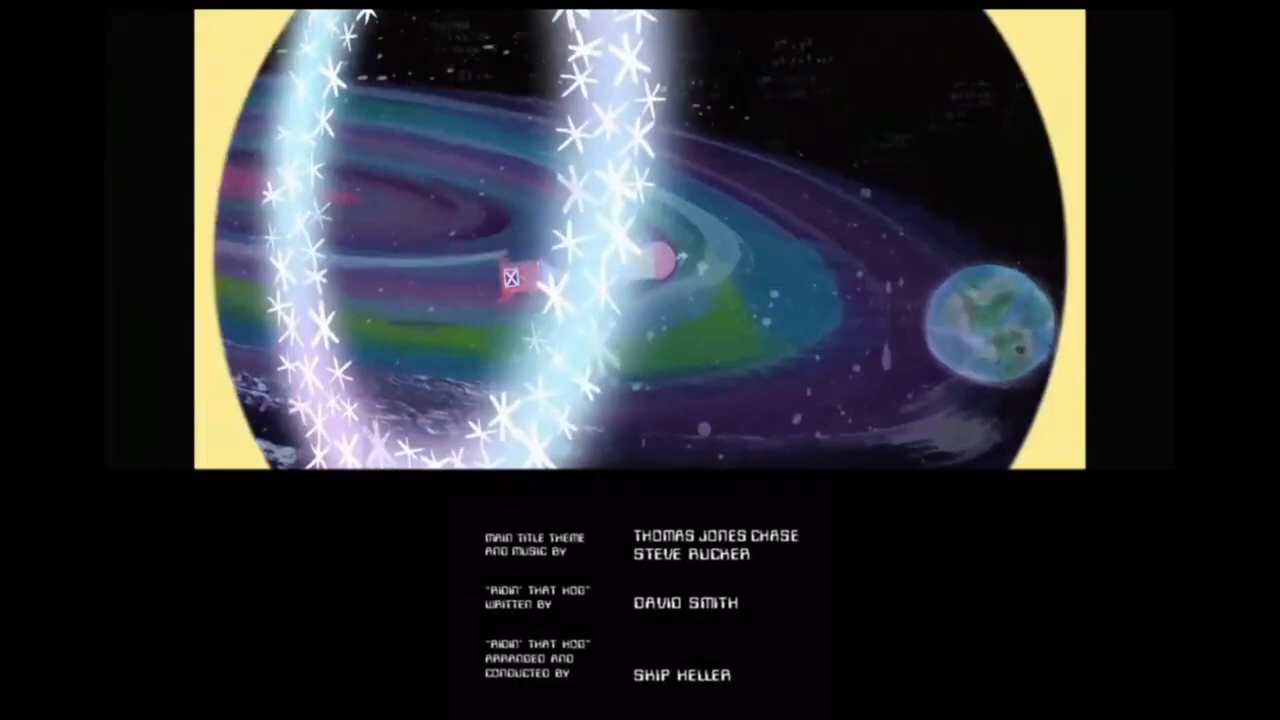 MAIN TITLE THEME
AND MUSIC BY
THOMAS JONES CHASE
STEVE RUCKER
"RIDIN' THAT HOG"
WRITTEN BY
DAVID SMITH
"RIDIN' THAT HOG"
ARRANGED AND
CONDUCTED BY
SKIP HELLER